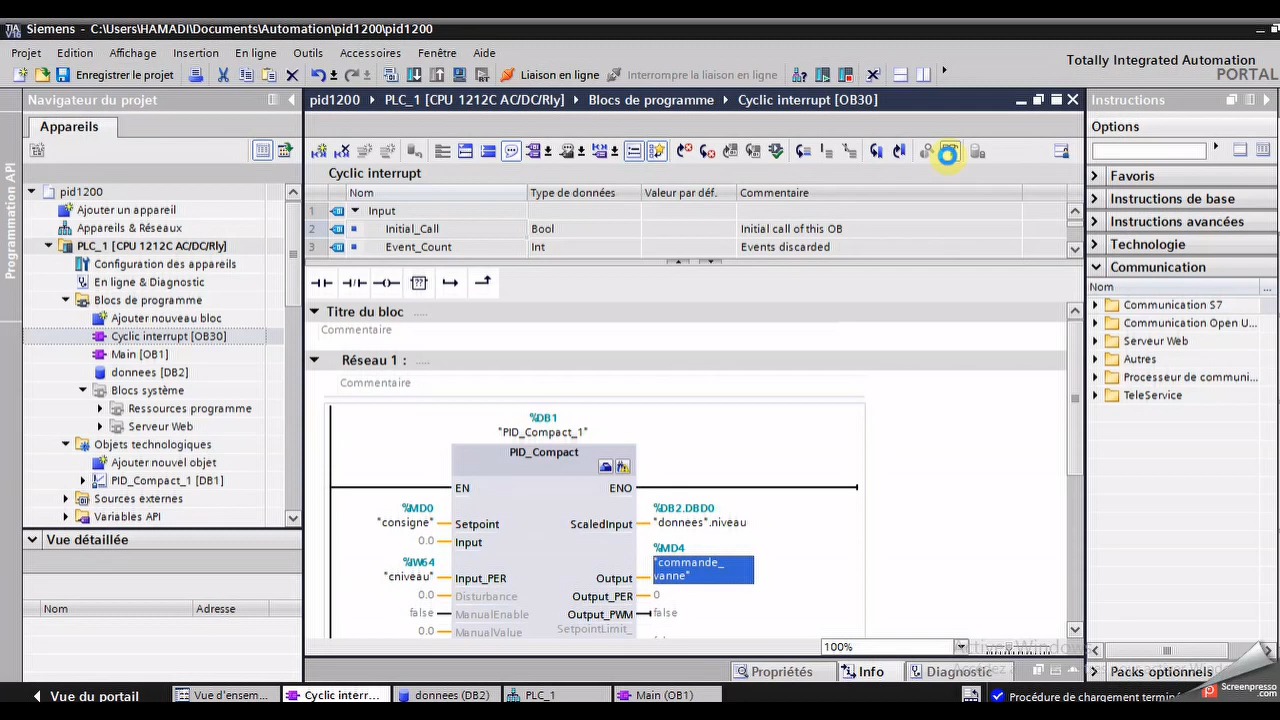 Siemens - C:\Users\HAMADI\Documents\Automation\pid1200\pid1200
Projet Edition Affichage Insertion En ligne Outils Accessoires Fenêtre Aide
Enregistrer le projet Liaison en ligne Interrompre la liaison en ligne
Totally Integrated Automation
PORTAL
Navigateur du projet
pid1200 PLC_1 [CPU 1212C AC/DC/Rly] Blocs de programme Cyclic interrupt [OB30]
Instructions
Appareils
Options
Programmation API
Cyclic interrupt
Nom Type de données Valeur par déf. Commentaire
1 Input
2 Initial_Call Bool Initial call of this OB
3 Event_Count Int Events discarded
pid1200
Ajouter un appareil
Appareils & Réseaux
PLC_1 [CPU 1212C AC/DC/Rly]
Configuration des appareils
En ligne & Diagnostic
Blocs de programme
Ajouter nouveau bloc
Cyclic interrupt [OB30]
Main [OB1]
donnees [DB2]
Blocs système
Ressources programme
Serveur Web
Objets technologiques
Ajouter nouvel objet
PID_Compact_1 [DB1]
Sources externes
Variables API
Vue détaillée
Nom Adresse
Titre du bloc
Commentaire
Réseau 1 :
Commentaire
%DB1
"PID_Compact_1"
PID_Compact
EN ENO
%MD0
"consigne" Setpoint
0.0 Input
%IW64
"cniveau" Input_PER
0.0 Disturbance
false ManualEnable
0.0 ManualValue
%DB2.DBD0
ScaledInput "donnees".niveau
%MD4
"commande_
vanne"
Output
Output_PER 0
Output_PWM false
SetpointLimit_
100%
Favoris
Instructions de base
Instructions avancées
Technologie
Communication
Nom ...
Communication S7
Communication Open U...
Serveur Web
Autres
Processeur de communi...
TeleService
Packs optionnels
Propriétés Info Diagnostic
Vue du portail Vue d'ensem... Cyclic interr... donnees (DB2) PLC_1 Main (OB1)
Screenpresso
.com